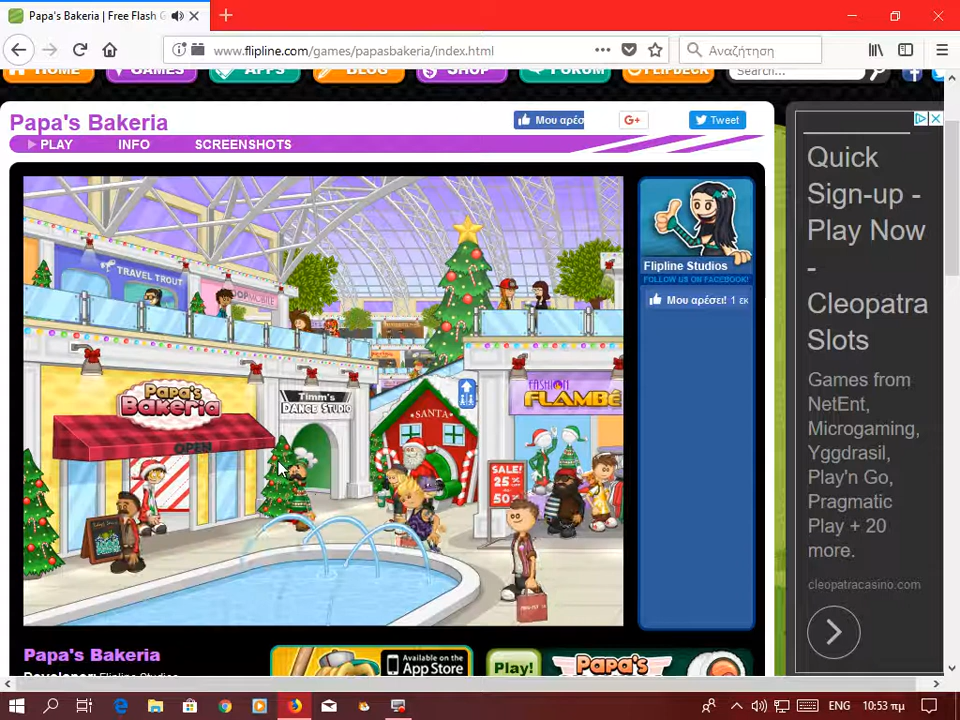 Papa's Bakeria | Free Flash G
www.flipline.com/games/papasbakeria/index.html
Αναζήτηση
HOME
GAMES
APPS
BLOG
SHOP
FORUM
FLIPDECK
Search...
Papa's Bakeria
Μου αρέσ
G+
Tweet
PLAY
INFO
SCREENSHOTS
TRAVEL TROUT
Papa's
Bakeria
OPEN
Timm's
DANCE STUDIO
SANTA
FASHION
FLAMBÉ
SALE!
25%
50%
Flipline Studios
FOLLOW US ON FACEBOOK!
Μου αρέσει! 1 εκ
Quick
Sign-up -
Play Now
-
Cleopatra
Slots
Games from
NetEnt,
Microgaming,
Yggdrasil,
Play'n Go,
Pragmatic
Play + 20
more.
cleopatracasino.com
Papa's Bakeria
Available on the
App Store
Play!
Papa's
ENG
10:53 πμ